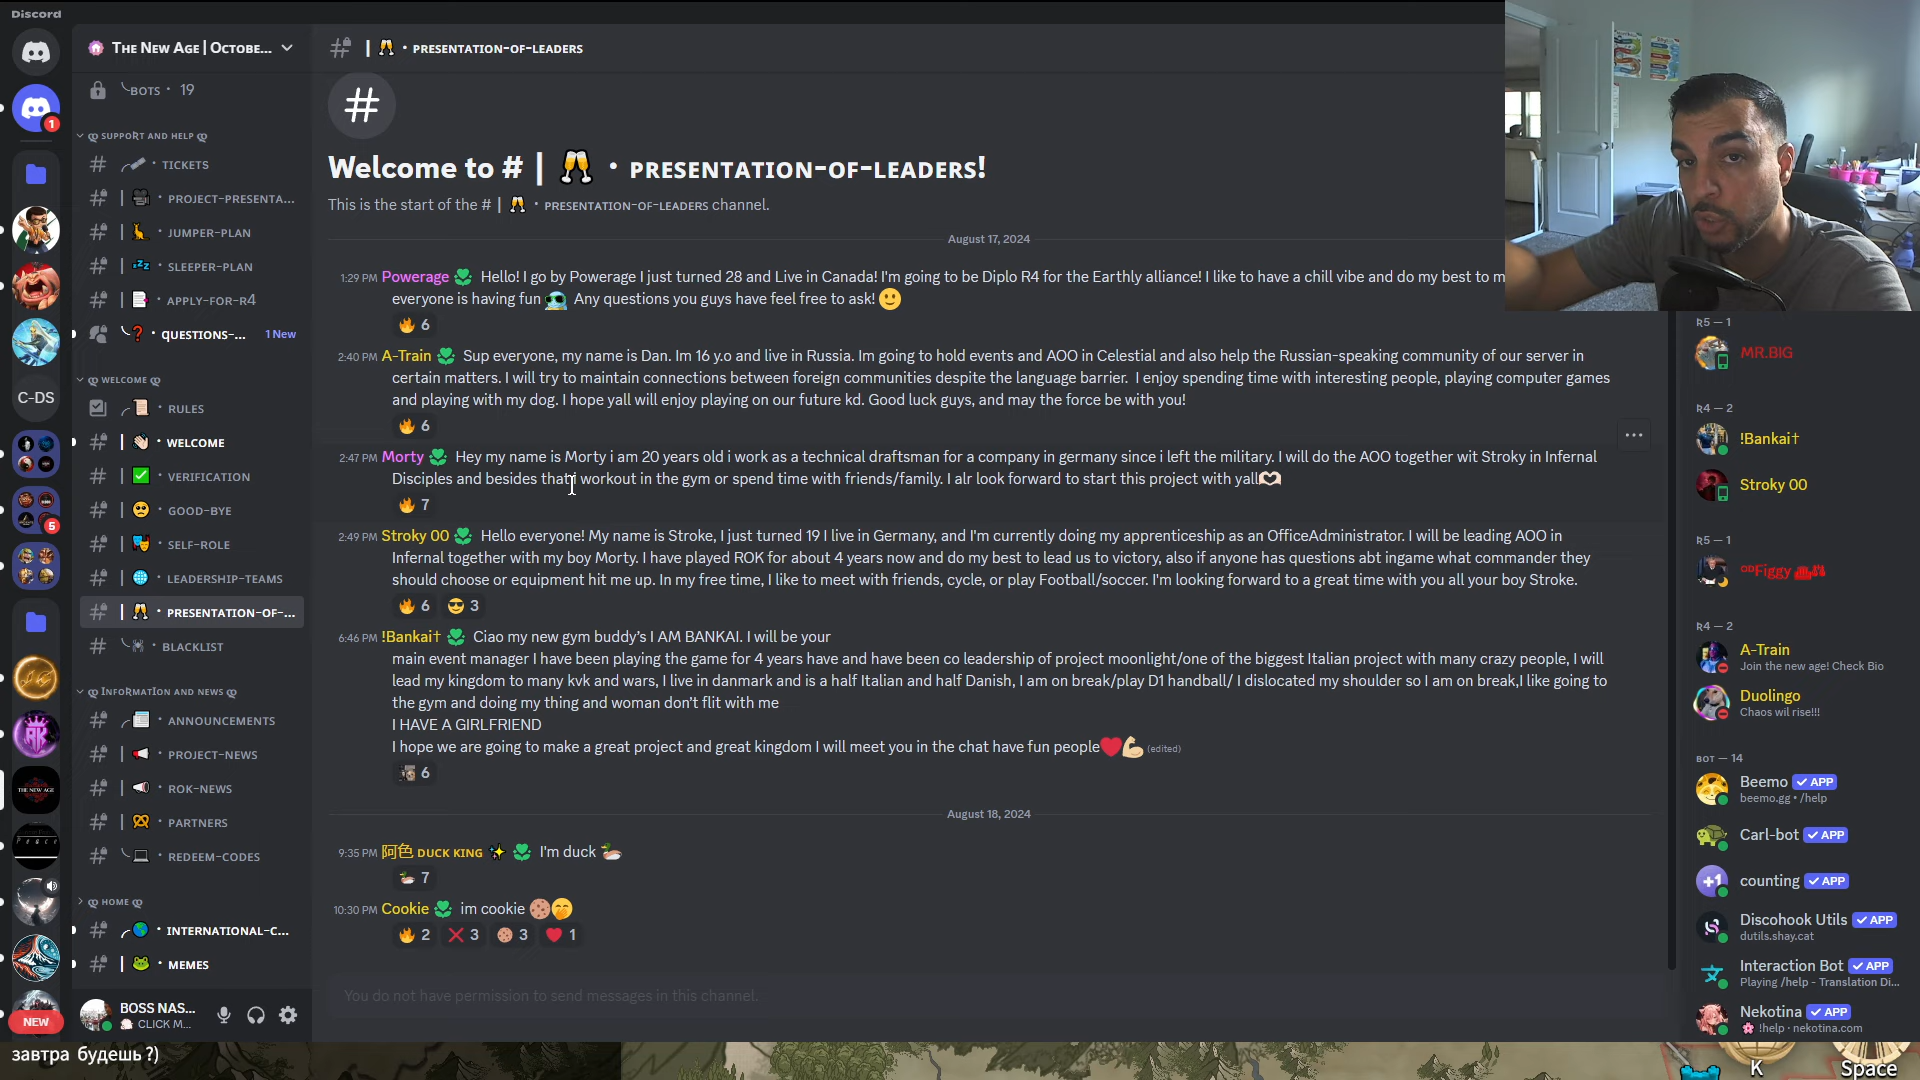 Discord
THE NEW AGE | OCTOBE...
BOTS · 19
SUPPORT AND HELP
TICKETS
PROJECT-PRESENTA...
JUMPER-PLAN
SLEEPER-PLAN
APPLY-FOR-R4
QUESTIONS-... 1 New
WELCOME
RULES
WELCOME
VERIFICATION
GOOD-BYE
SELF-ROLE
LEADERSHIP-TEAMS
PRESENTATION-OF-...
BLACKLIST
INFORMATION AND NEWS
ANNOUNCEMENTS
PROJECT-NEWS
ROK-NEWS
PARTNERS
REDEEM-CODES
HOME
INTERNATIONAL-C...
MEMES
BOSS NAS...
CLICK M...
1
C-DS
5
THE NEW AGE
NEW
# | 🥂 · PRESENTATION-OF-LEADERS
Welcome to # | 🥂 · PRESENTATION-OF-LEADERS!
This is the start of the # | 🥂 · PRESENTATION-OF-LEADERS channel.
August 17, 2024
1:29 PM Powerage Hello! I go by Powerage I just turned 28 and Live in Canada! I'm going to be Diplo R4 for the Earthly alliance! I like to have a chill vibe and do my best to m
everyone is having fun Any questions you guys have feel free to ask! 🙂
🔥 6
2:40 PM A-Train Sup everyone, my name is Dan. Im 16 y.o and live in Russia. Im going to hold events and AOO in Celestial and also help the Russian-speaking community of our server in
certain matters. I will try to maintain connections between foreign communities despite the language barrier. I enjoy spending time with interesting people, playing computer games
and playing with my dog. I hope yall will enjoy playing on our future kd. Good luck guys, and may the force be with you!
🔥 6
2:47 PM Morty Hey my name is Morty i am 20 years old i work as a technical draftsman for a company in germany since i left the military. I will do the AOO together wit Stroky in Infernal
Disciples and besides that i workout in the gym or spend time with friends/family. I alr look forward to start this project with yall🫶
🔥 7
2:49 PM Stroky 00 Hello everyone! My name is Stroke, I just turned 19 I live in Germany, and I'm currently doing my apprenticeship as an OfficeAdministrator. I will be leading AOO in
Infernal together with my boy Morty. I have played ROK for about 4 years now and do my best to lead us to victory, also if anyone has questions abt ingame what commander they
should choose or equipment hit me up. In my free time, I like to meet with friends, cycle, or play Football/soccer. I'm looking forward to a great time with you all your boy Stroke.
🔥 6 😎 3
6:46 PM !Bankai† Ciao my new gym buddy's I AM BANKAI. I will be your
main event manager I have been playing the game for 4 years have and have been co leadership of project moonlight/one of the biggest Italian project with many crazy people, I will
lead my kingdom to many kvk and wars, I live in danmark and is a half Italian and half Danish, I am on break/play D1 handball/ I dislocated my shoulder so I am on break,I like going to
the gym and doing my thing and woman don't flit with me
I HAVE A GIRLFRIEND
I hope we are going to make a great project and great kingdom I will meet you in the chat have fun people❤️💪 (edited)
6
August 18, 2024
9:35 PM 阿色 DUCK KING ✨ I'm duck 🦆
🦆 7
10:30 PM Cookie im cookie 🍪🤭
🔥 2 ❌ 3 🍪 3 ❤️ 1
You do not have permission to send messages in this channel.
R5 — 1
MR.BIG
R4 — 2
!Bankai†
Stroky 00
R5 — 1
ᴼᴰFiggy
R4 — 2
A-Train
Join the new age! Check Bio
Duolingo
Chaos wil rise!!!
BOT — 14
Beemo ✓ APP
beemo.gg • /help
Carl-bot ✓ APP
+1 counting ✓ APP
Discohook Utils ✓ APP
dutils.shay.cat
Interaction Bot ✓ APP
Playing /help - Translation Di...
Nekotina ✓ APP
🌸 !help · nekotina.com
завтра будешь ?)
K
Space